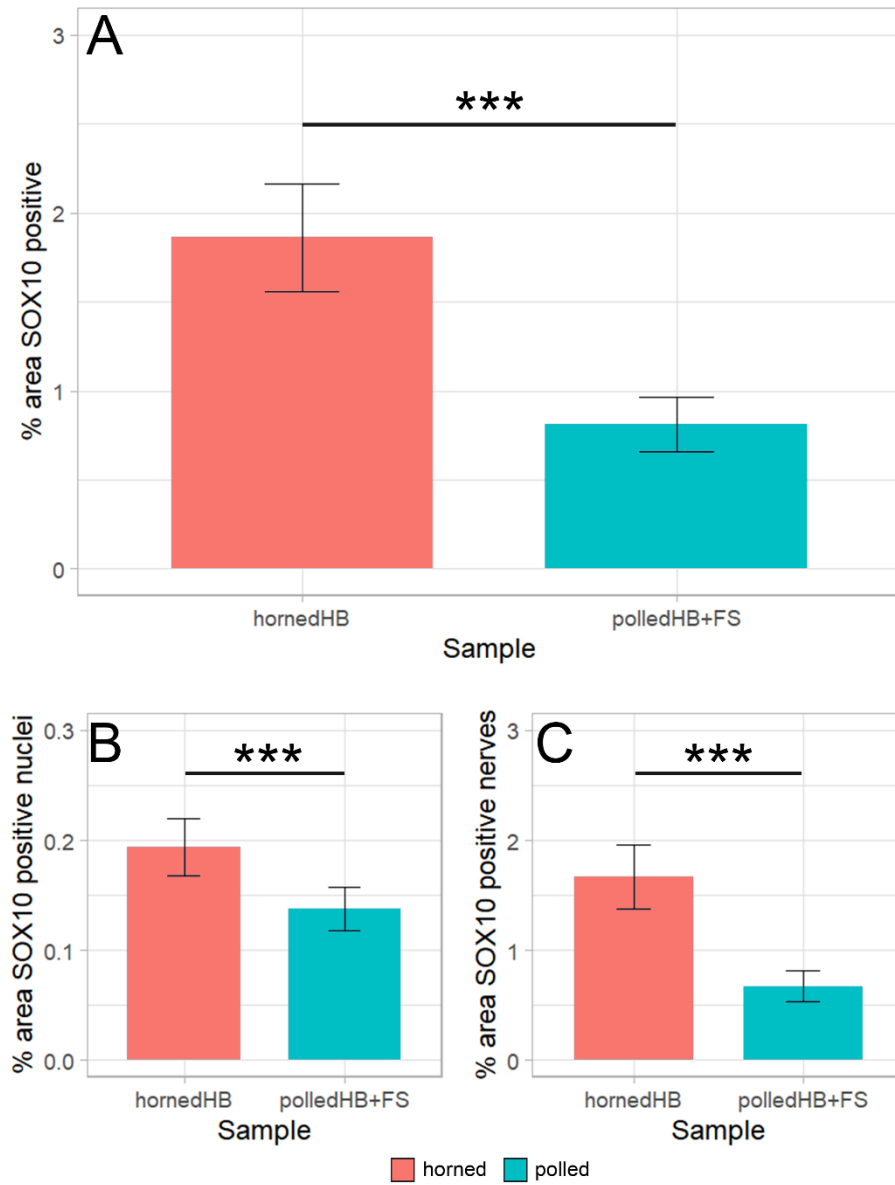 A
***
3
2
1
0
% area SOX10 positive
hornedHB
polledHB+FS
Sample
B
***
0.3
0.2
0.1
0.0
% area SOX10 positive nuclei
hornedHB
polledHB+FS
Sample
C
***
3
2
1
0
% area SOX10 positive nerves
hornedHB
polledHB+FS
Sample
horned
polled